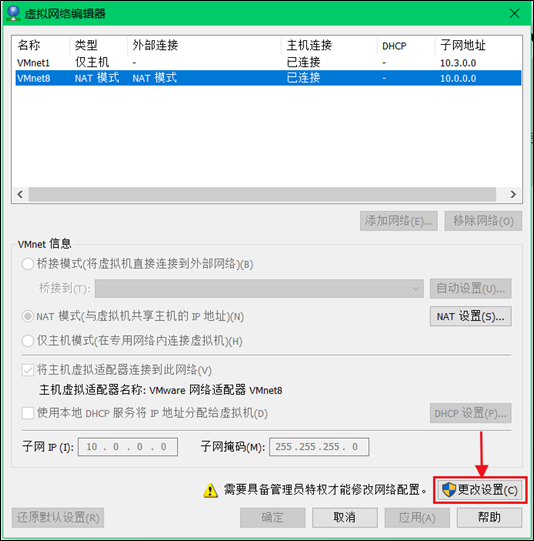 虚拟网络编辑器
名称 类型 外部连接 主机连接 DHCP 子网地址
VMnet1 仅主机 - 已连接 - 10.3.0.0
VMnet8 NAT 模式 NAT 模式 已连接 - 10.0.0.0
添加网络(E)... 移除网络(O)
VMnet 信息
桥接模式(将虚拟机直接连接到外部网络)(B)
桥接到(T): 自动设置(U)...
NAT 模式(与虚拟机共享主机的 IP 地址)(N) NAT 设置(S)...
仅主机模式(在专用网络内连接虚拟机)(H)
将主机虚拟适配器连接到此网络(V)
主机虚拟适配器名称: VMware 网络适配器 VMnet8
使用本地 DHCP 服务将 IP 地址分配给虚拟机(D) DHCP 设置(P)...
子网 IP (I): 10 . 0 . 0 . 0 子网掩码(M): 255.255.255. 0
需要具备管理员特权才能修改网络配置。 更改设置(C)
还原默认设置(R) 确定 取消 应用(A) 帮助